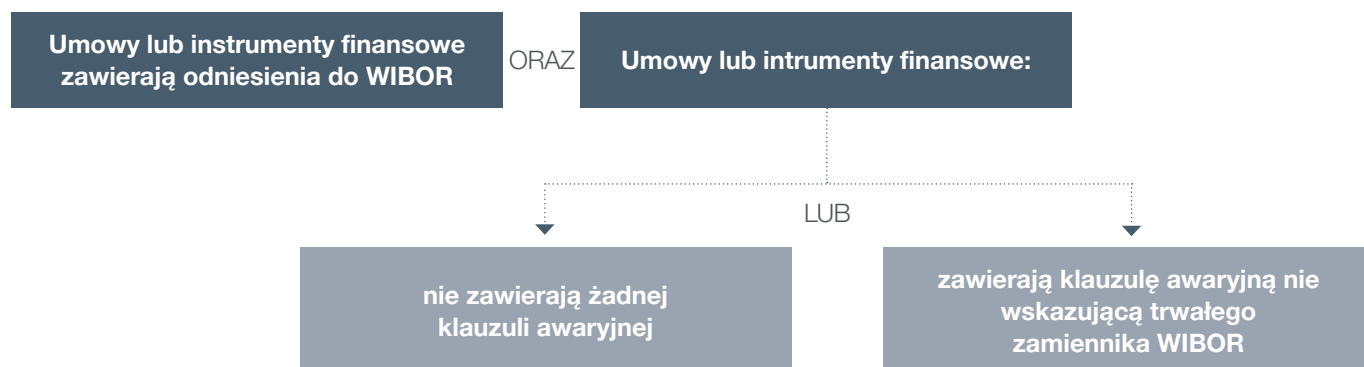 Umowy lub instrumenty finansowe
zawierają odniesienia do WIBOR
ORAZ
Umowy lub intrumenty finansowe:
LUB
nie zawierają żadnej
klauzuli awaryjnej
zawierają klauzulę awaryjną nie
wskazującą trwałego
zamiennika WIBOR